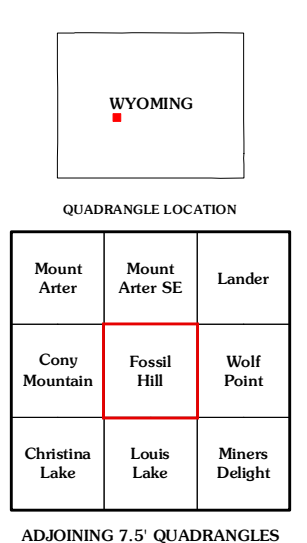 WYOMING
QUADRANGLE LOCATION
Mount
Arter
Mount
Arter SE
Lander
Cony
Mountain
Fossil
Hill
Wolf
Point
Christina
Lake
Louis
Lake
Miners
Delight
ADJOINING 7.5' QUADRANGLES